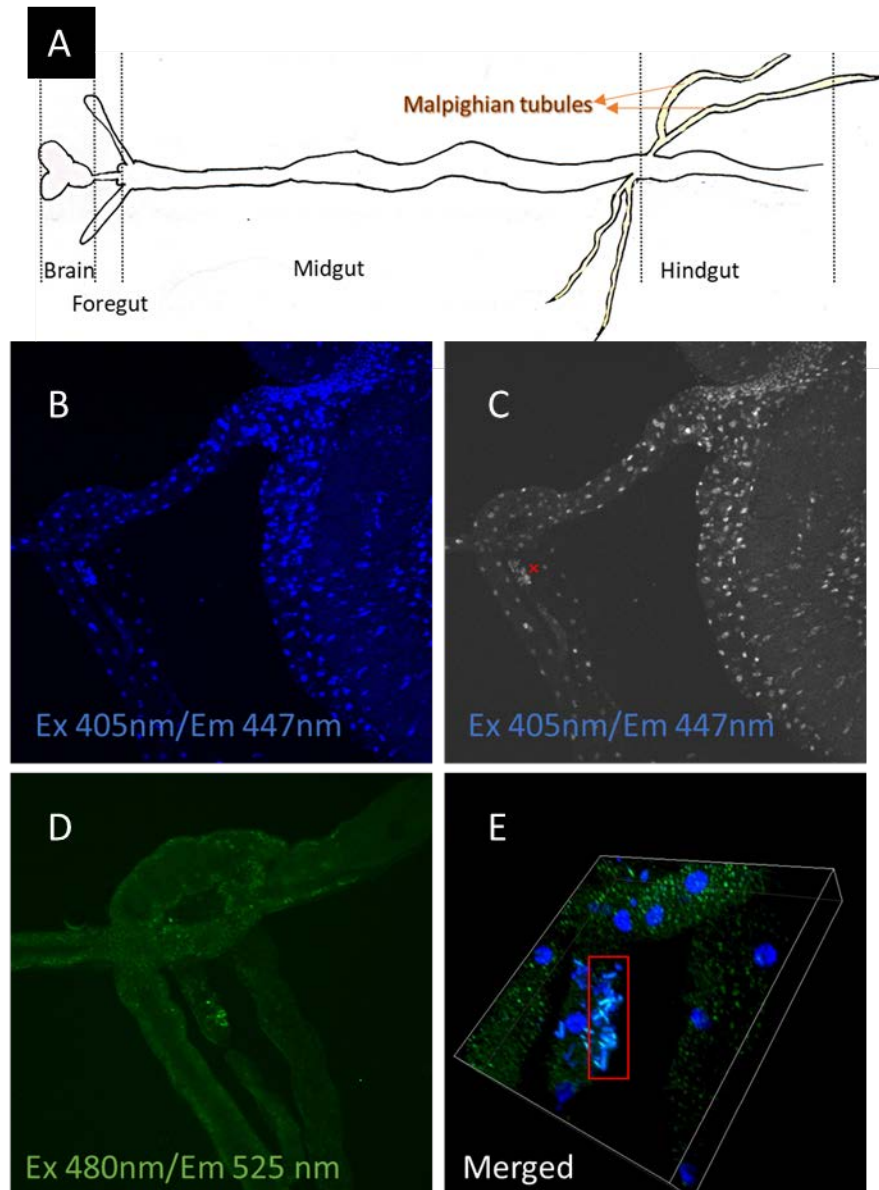 A
Malpighian tubules
Brain
Midgut
Hindgut
Foregut
B
Ex 405nm/Em 447nm
C
Ex 405nm/Em 447nm
D
Ex 480nm/Em 525 nm
E
Merged